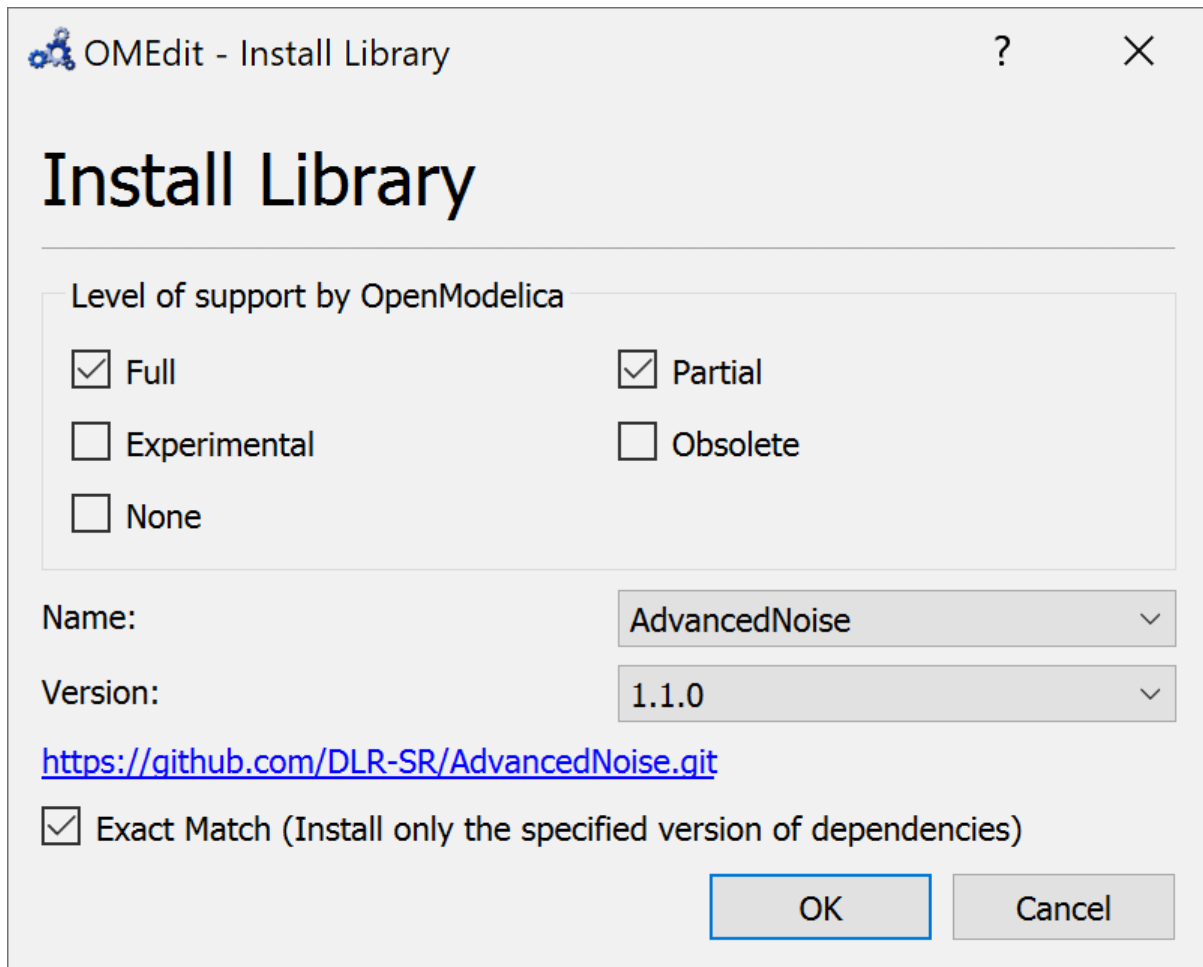 OMEdit - Install Library ?
Install Library
Level of support by OpenModelica
Full Partial
Experimental Obsolete
None
Name: AdvancedNoise
Version: 1.1.0
https://github.com/DLR-SR/AdvancedNoise.git
Exact Match (Install only the specified version of dependencies)
OK Cancel